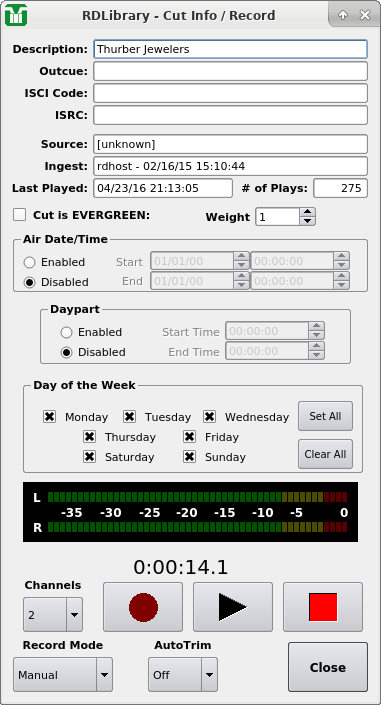 RDLibrary - Cut Info / Record
Description: Thurber Jewelers
Outcue:
ISCI Code:
ISRC:
Source: [unknown]
Ingest: rdhost - 02/16/15 15:10:44
Last Played: 04/23/16 21:13:05 # of Plays: 275
Cut is EVERGREEN: Weight 1
Air Date/Time
Enabled Start 01/01/00 00:00:00
Disabled End 01/01/00 00:00:00
Daypart
Enabled Start Time 00:00:00
Disabled End Time 00:00:00
Day of the Week
Monday Tuesday Wednesday Set All
Thursday Friday
Saturday Sunday Clear All
L
-35 -30 -25 -20 -15 -10 -5 0
R
0:00:14.1
Channels
2
Record Mode AutoTrim
Manual Off Close